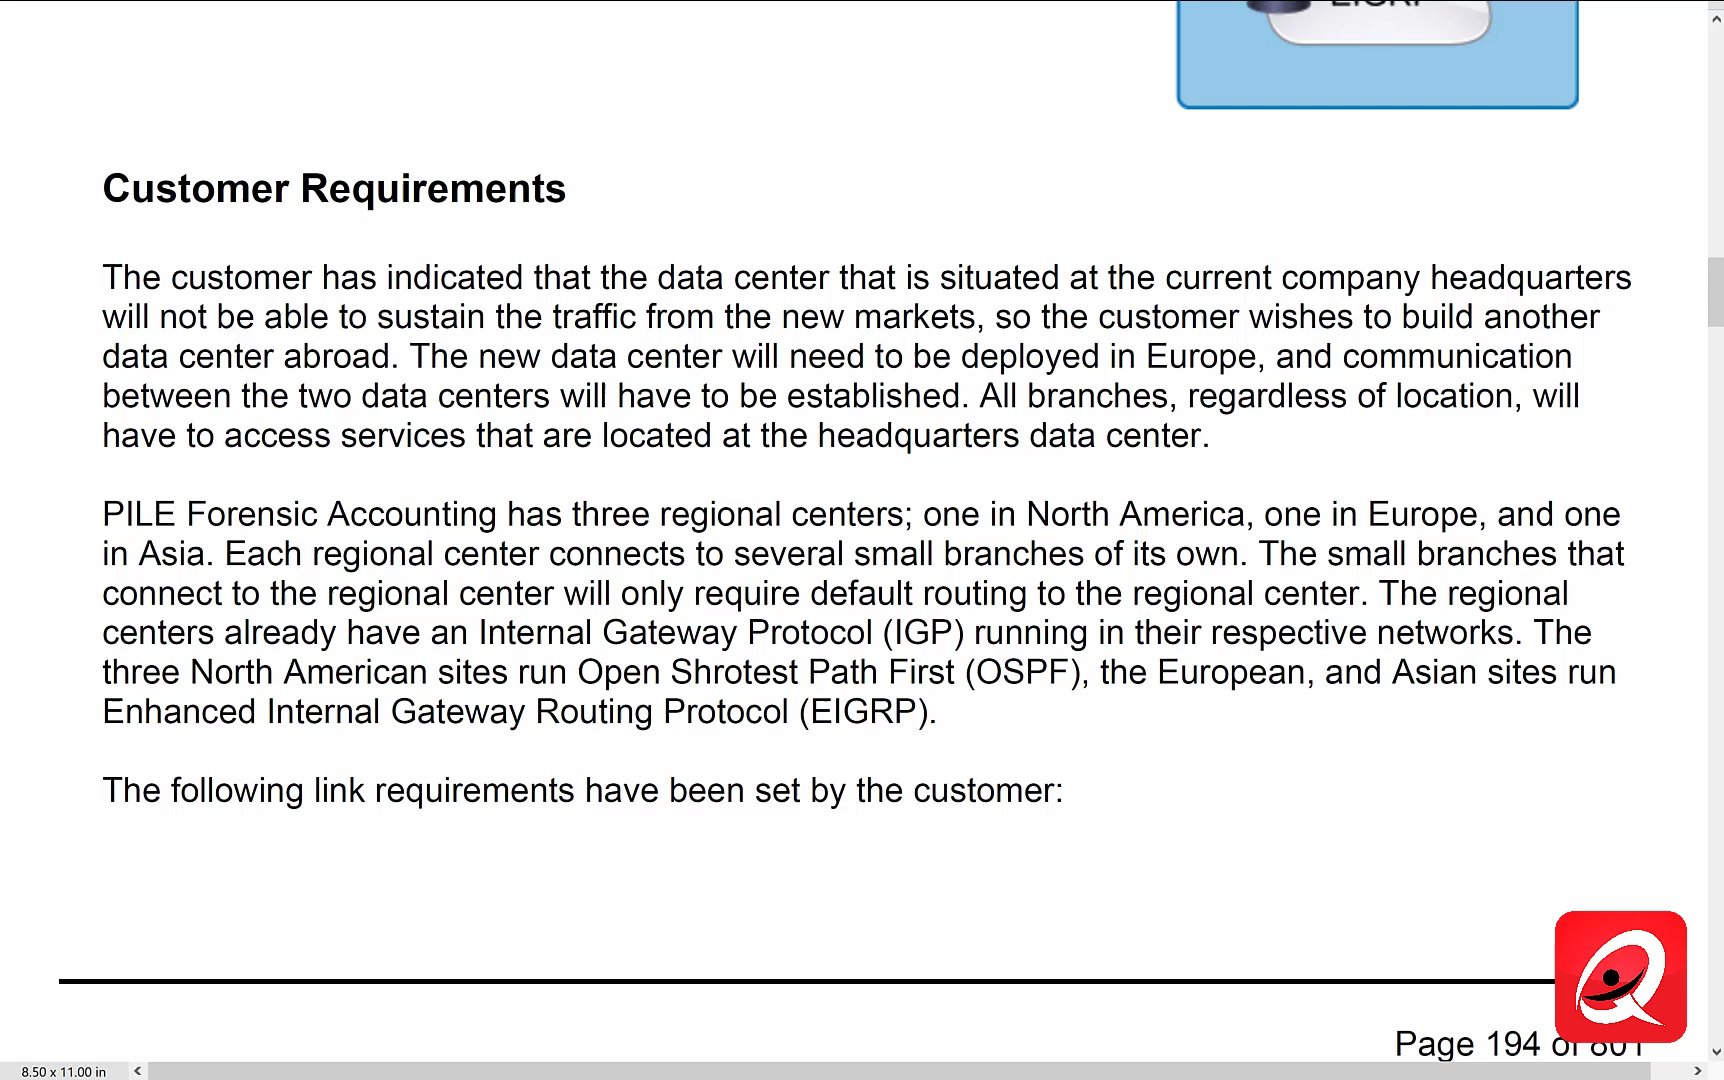 EIGRP
Customer Requirements
The customer has indicated that the data center that is situated at the current company headquarters
will not be able to sustain the traffic from the new markets, so the customer wishes to build another
data center abroad. The new data center will need to be deployed in Europe, and communication
between the two data centers will have to be established. All branches, regardless of location, will
have to access services that are located at the headquarters data center.
PILE Forensic Accounting has three regional centers; one in North America, one in Europe, and one
in Asia. Each regional center connects to several small branches of its own. The small branches that
connect to the regional center will only require default routing to the regional center. The regional
centers already have an Internal Gateway Protocol (IGP) running in their respective networks. The
three North American sites run Open Shrotest Path First (OSPF), the European, and Asian sites run
Enhanced Internal Gateway Routing Protocol (EIGRP).
The following link requirements have been set by the customer:
Page 194 of 801
8.50 x 11.00 in